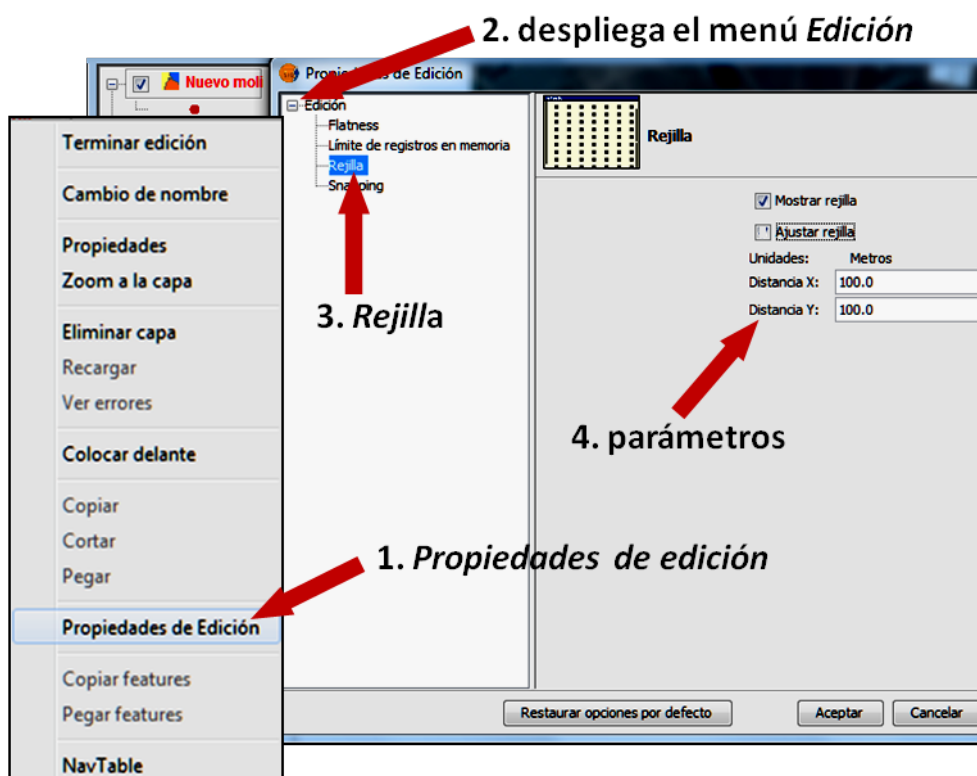 2. despliega el menú Edición
Nuevo moli
Propiedades de Edición
Edición
Flatness
Límite de registros en memoria
Rejilla
Snapping
Rejilla
Mostrar rejilla
Ajustar rejilla
Unidades: Metros
Distancia X: 100.0
Distancia Y: 100.0
3. Rejilla
4. parámetros
Terminar edición
Cambio de nombre
Propiedades
Zoom a la capa
Eliminar capa
Recargar
Ver errores
Colocar delante
Copiar
Cortar
Pegar
1. Propiedades de edición
Propiedades de Edición
Copiar features
Pegar features
NavTable
Restaurar opciones por defecto
Aceptar
Cancelar